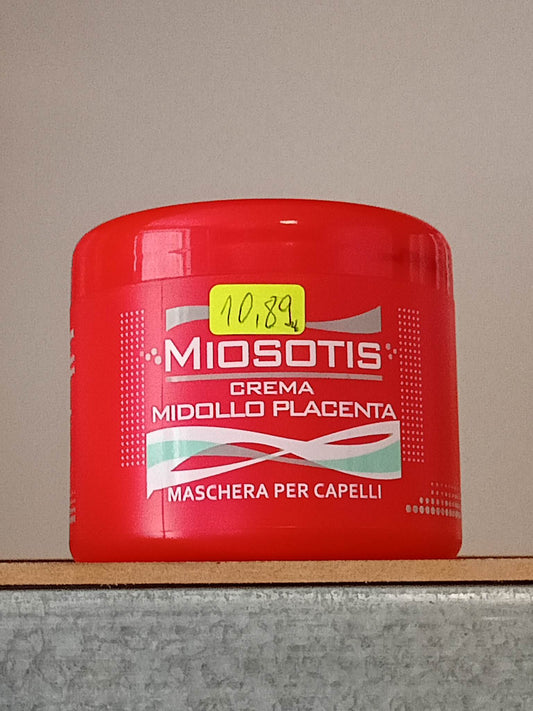 10,89
MIOSOTIS
CREMA
MIDOLLO PLACENTA
MASCHERA PER CAPELLI